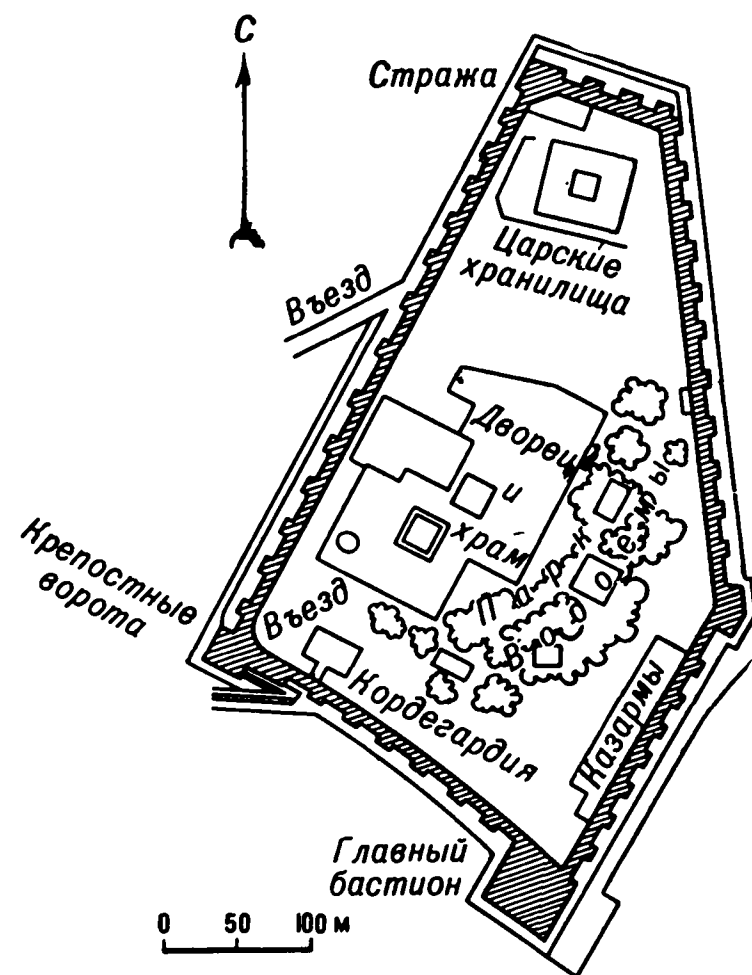 С
Стража
Царские
хранилища
Въезд
Дворец
и
храм
Парк
Водоемы
Крепостные
ворота
Въезд
Кордегардия
Казармы
Главный
бастион
0 50 100 м